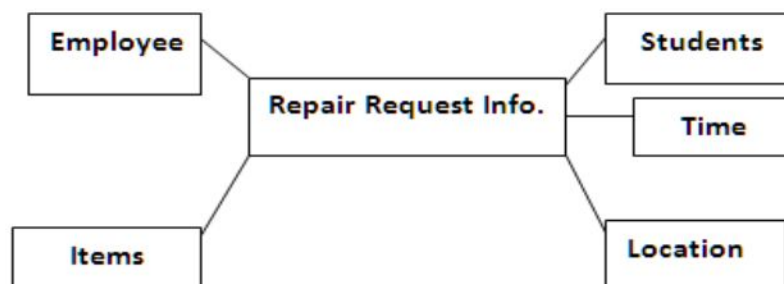 Employee
Students
Repair Request Info.
Time
Items
Location